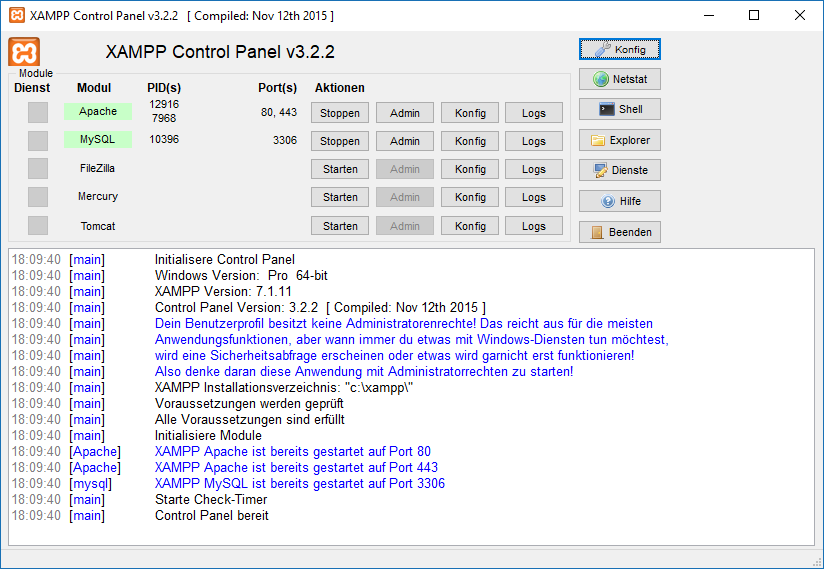 XAMPP Control Panel v3.2.2 [ Compiled: Nov 12th 2015 ]
XAMPP Control Panel v3.2.2
Konfig
Module
Dienst Modul PID(s) Port(s) Aktionen
Netstat
Apache 12916 7968 80, 443 Stoppen Admin Konfig Logs
Shell
MySQL 10396 3306 Stoppen Admin Konfig Logs
Explorer
FileZilla Starten Admin Konfig Logs
Dienste
Mercury Starten Admin Konfig Logs
Hilfe
Tomcat Starten Admin Konfig Logs
Beenden
18:09:40 [main] Initialisere Control Panel
18:09:40 [main] Windows Version: Pro 64-bit
18:09:40 [main] XAMPP Version: 7.1.11
18:09:40 [main] Control Panel Version: 3.2.2 [ Compiled: Nov 12th 2015 ]
18:09:40 [main] Dein Benutzerprofil besitzt keine Administratorenrechte! Das reicht aus für die meisten
18:09:40 [main] Anwendungsfunktionen, aber wann immer du etwas mit Windows-Diensten tun möchtest,
18:09:40 [main] wird eine Sicherheitsabfrage erscheinen oder etwas wird garnicht erst funktionieren!
18:09:40 [main] Also denke daran diese Anwendung mit Administratorrechten zu starten!
18:09:40 [main] XAMPP Installationsverzeichnis: "c:\xampp\"
18:09:40 [main] Voraussetzungen werden geprüft
18:09:40 [main] Alle Voraussetzungen sind erfüllt
18:09:40 [main] Initialisiere Module
18:09:40 [Apache] XAMPP Apache ist bereits gestartet auf Port 80
18:09:40 [Apache] XAMPP Apache ist bereits gestartet auf Port 443
18:09:40 [mysql] XAMPP MySQL ist bereits gestartet auf Port 3306
18:09:40 [main] Starte Check-Timer
18:09:40 [main] Control Panel bereit